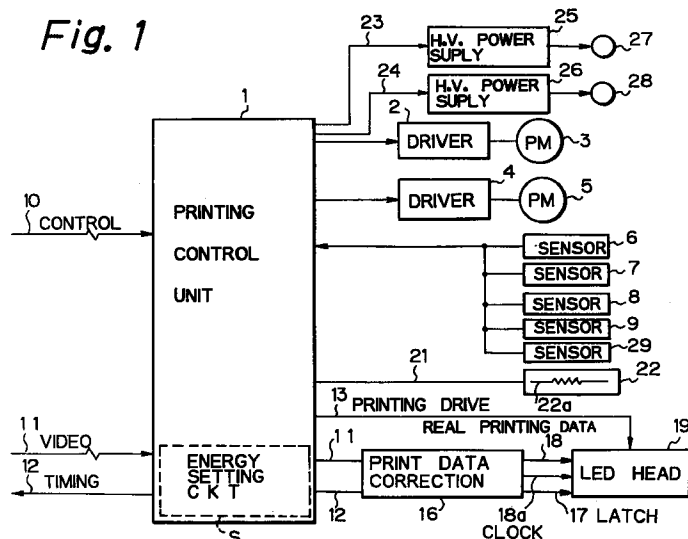 Fig. 1
23
25
H.V. POWER
SUPLY
27
24
26
H.V. POWER
SUPLY
28
1
2
DRIVER
PM
3
4
DRIVER
PM
5
10
CONTROL
PRINTING
CONTROL
UNIT
SENSOR
6
SENSOR
7
SENSOR
8
SENSOR
9
SENSOR
29
21
22a
22
13
PRINTING DRIVE
REAL PRINTING DATA
19
11
VIDEO
12
TIMING
ENERGY
SETTING
CKT
S
11
12
PRINT DATA
CORRECTION
16
18
18a
CLOCK
17
LATCH
LED HEAD